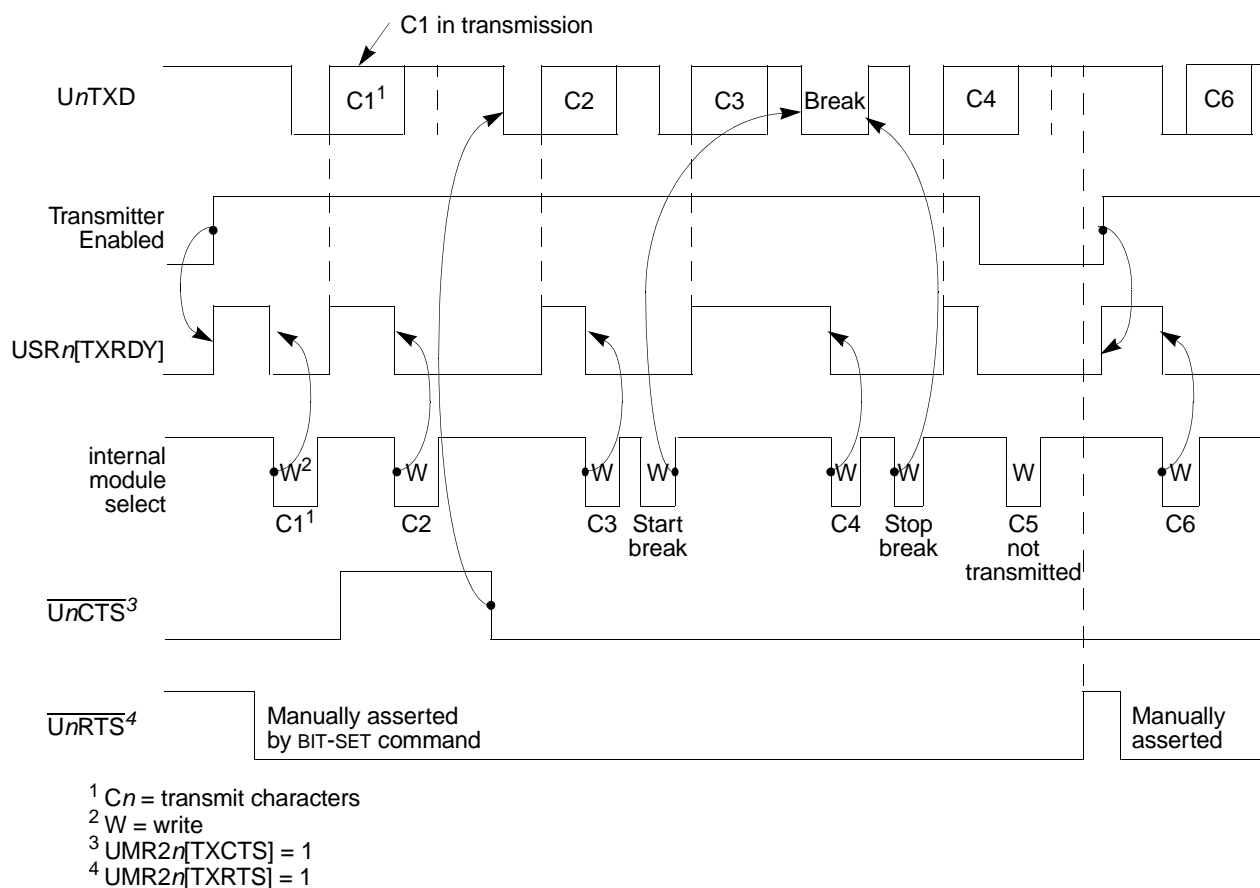 C1 in transmission
UnTXD
C1¹
C2
C3
Break
C4
C6
Transmitter
Enabled
USRn[TXRDY]
internal
module
select
W²
W
W
W
W
W
W
W
C1¹
C2
C3
Start
break
C4
Stop
break
C5
not
transmitted
C6
UnCTS³
UnRTS⁴
Manually asserted
by BIT-SET command
Manually
asserted
¹ Cn = transmit characters
² W = write
³ UMR2n[TXCTS] = 1
⁴ UMR2n[TXRTS] = 1